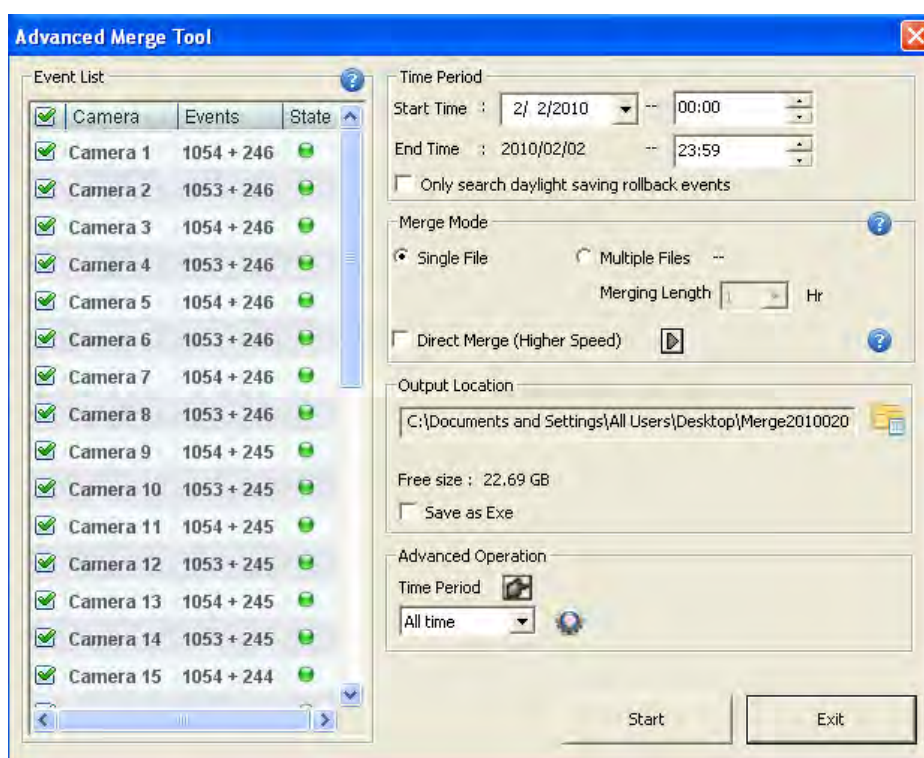 Advanced Merge Tool
Event List
Camera Events State
Camera 1 1054 + 246
Camera 2 1053 + 246
Camera 3 1054 + 246
Camera 4 1053 + 246
Camera 5 1054 + 246
Camera 6 1053 + 246
Camera 7 1054 + 246
Camera 8 1053 + 246
Camera 9 1054 + 245
Camera 10 1053 + 245
Camera 11 1054 + 245
Camera 12 1053 + 245
Camera 13 1054 + 245
Camera 14 1053 + 245
Camera 15 1054 + 244
Time Period
Start Time : 2/ 2/2010 -- 00:00
End Time : 2010/02/02 -- 23:59
Only search daylight saving rollback events
Merge Mode
Single File Multiple Files --
Merging Length 1 Hr
Direct Merge (Higher Speed)
Output Location
C:\Documents and Settings\All Users\Desktop\Merge2010020
Free size : 22.69 GB
Save as Exe
Advanced Operation
Time Period
All time
Start Exit